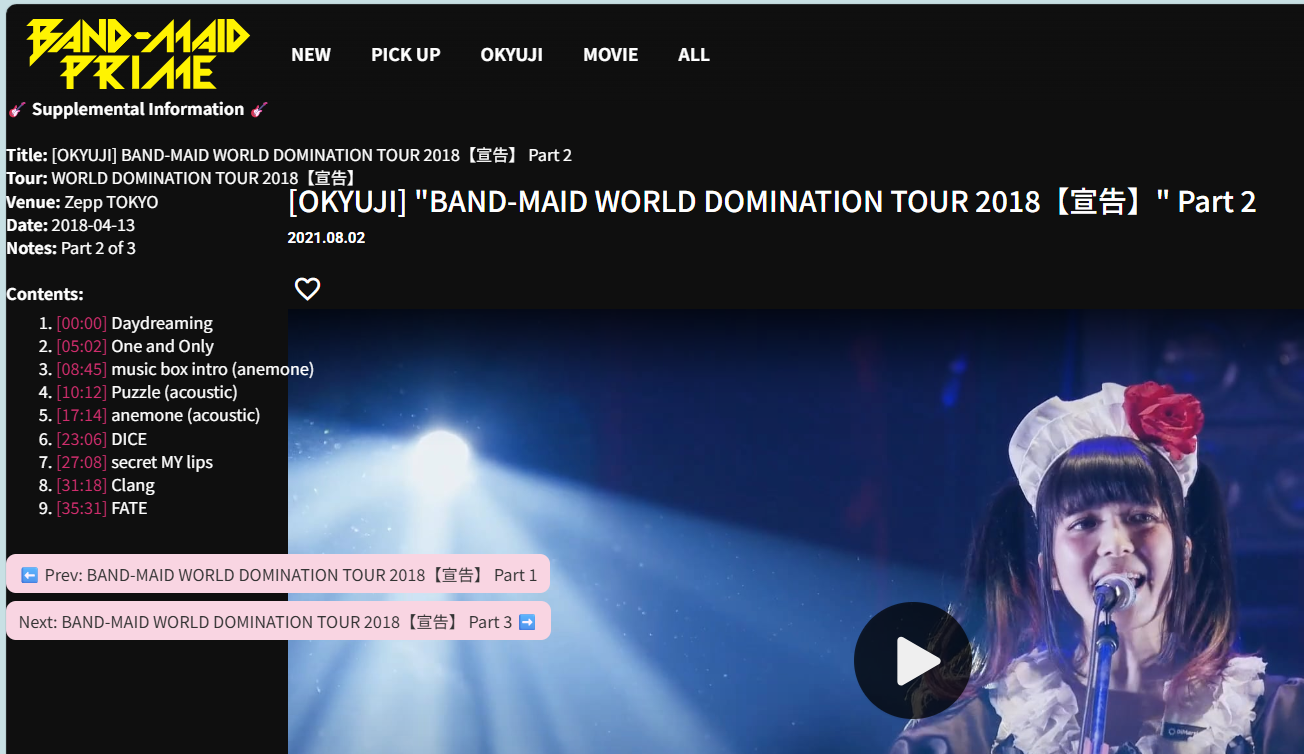 BAND-MAID
PRIME
NEW PICK UP OKYUJI MOVIE ALL
🎸 Supplemental Information 🎸
Title: [OKYUJI] BAND-MAID WORLD DOMINATION TOUR 2018【宣告】 Part 2
Tour: WORLD DOMINATION TOUR 2018【宣告】
Venue: Zepp TOKYO
Date: 2018-04-13
Notes: Part 2 of 3
[OKYUJI] "BAND-MAID WORLD DOMINATION TOUR 2018【宣告】" Part 2
2021.08.02
Contents:
1. [00:00] Daydreaming
2. [05:02] One and Only
3. [08:45] music box intro (anemone)
4. [10:12] Puzzle (acoustic)
5. [17:14] anemone (acoustic)
6. [23:06] DICE
7. [27:08] secret MY lips
8. [31:18] Clang
9. [35:31] FATE
⬅️ Prev: BAND-MAID WORLD DOMINATION TOUR 2018【宣告】 Part 1
Next: BAND-MAID WORLD DOMINATION TOUR 2018【宣告】 Part 3 ➡️